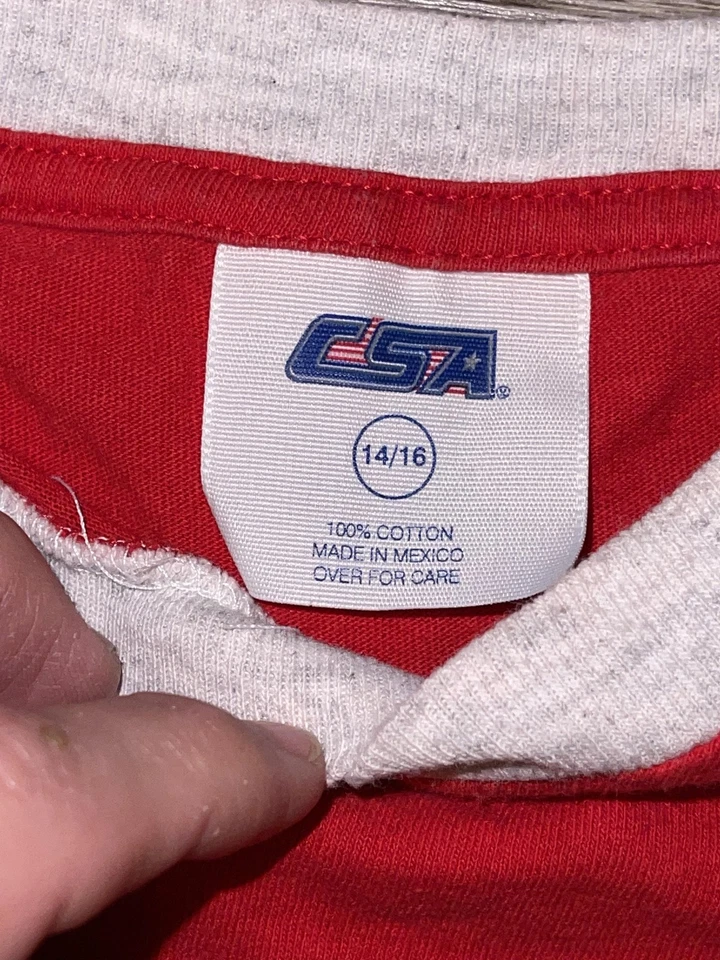 CSA®
14/16
100% COTTON
MADE IN MEXICO
OVER FOR CARE